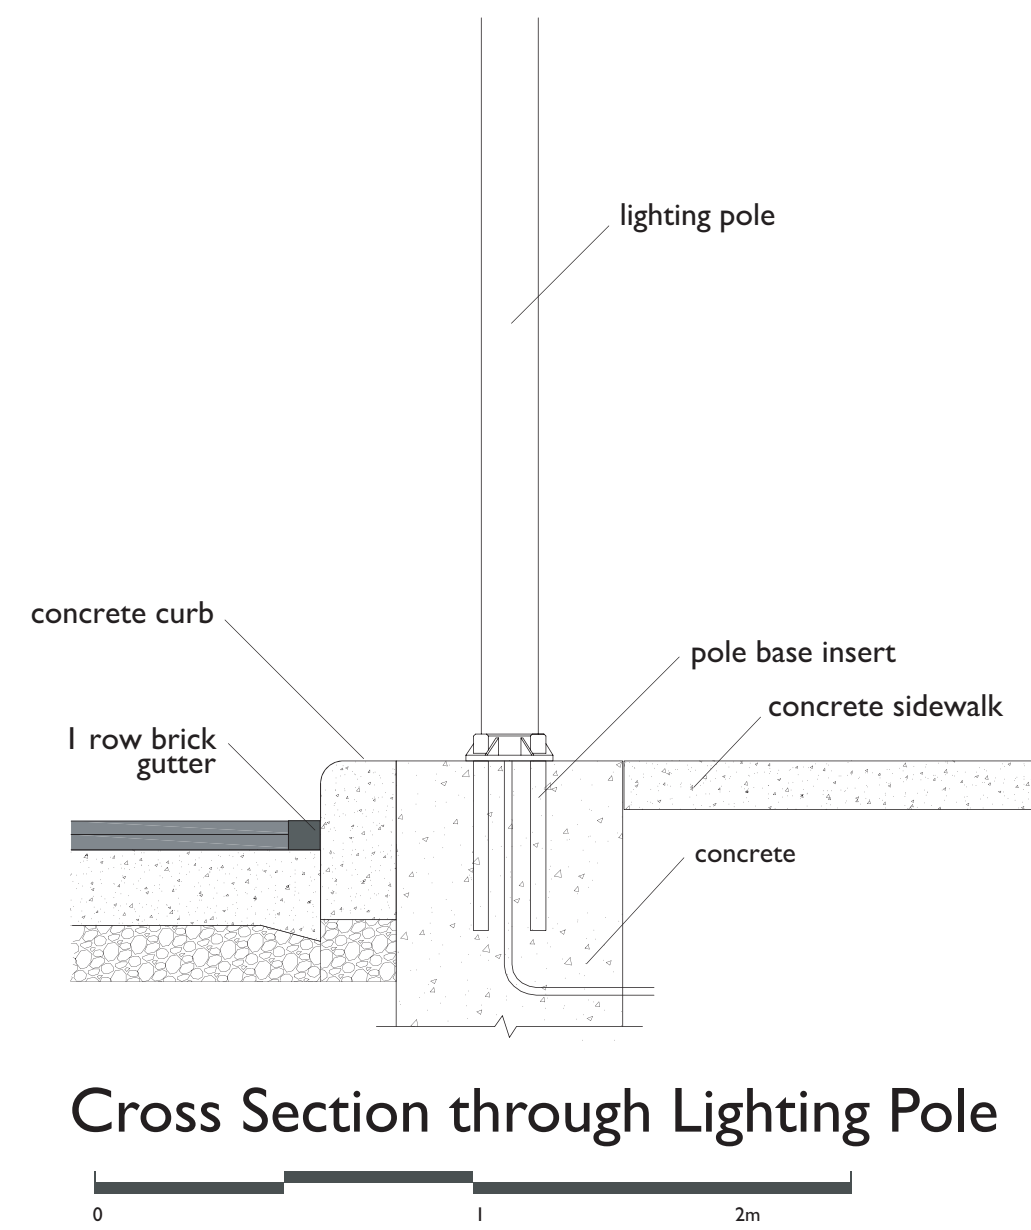 lighting pole
concrete curb
pole base insert
concrete sidewalk
1 row brick
gutter
concrete
Cross Section through Lighting Pole
0 1 2m